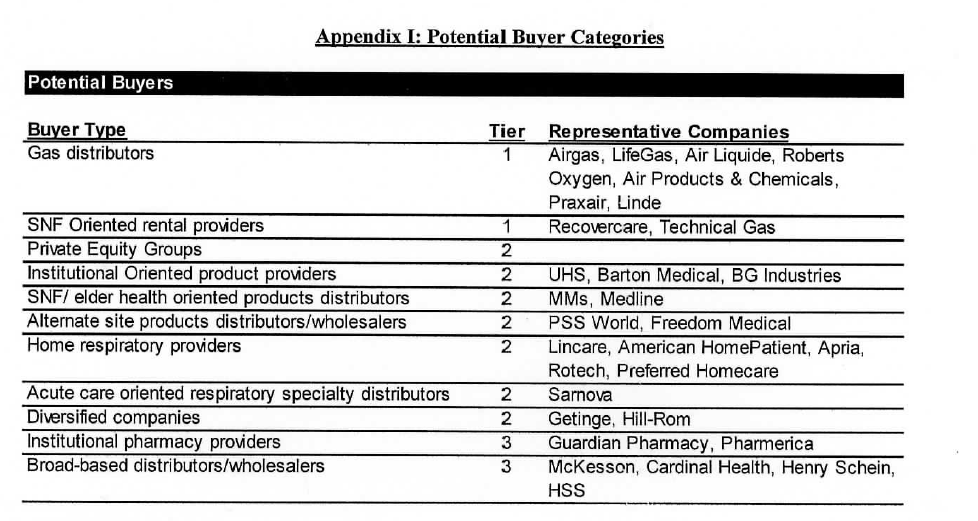 Appendix I: Potential Buyer Categories
Potential Buyers
Buyer Type Tier Representative Companies
Gas distributors 1 Airgas, LifeGas, Air Liquide, Roberts
Oxygen, Air Products & Chemicals,
Praxair, Linde
SNF Oriented rental providers 1 Recovercare, Technical Gas
Private Equity Groups 2
Institutional Oriented product providers 2 UHS, Barton Medical, BG Industries
SNF/ elder health oriented products distributors 2 MMs, Medline
Alternate site products distributors/wholesalers 2 PSS World, Freedom Medical
Home respiratory providers 2 Lincare, American HomePatient, Apria,
Rotech, Preferred Homecare
Acute care oriented respiratory specialty distributors 2 Sarnova
Diversified companies 2 Getinge, Hill-Rom
Institutional pharmacy providers 3 Guardian Pharmacy, Pharmerica
Broad-based distributors/wholesalers 3 McKesson, Cardinal Health, Henry Schein,
HSS